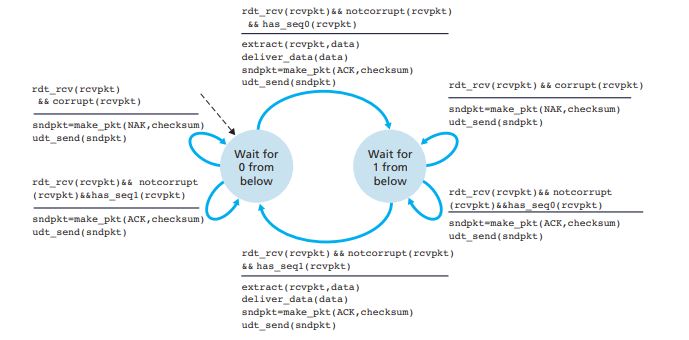 rdt_rcv(rcvpkt)&& notcorrupt(rcvpkt)
&& has_seq0(rcvpkt)
extract(rcvpkt,data)
deliver_data(data)
sndpkt=make_pkt(ACK,checksum)
udt_send(sndpkt)
rdt_rcv(rcvpkt)
&& corrupt(rcvpkt)
sndpkt=make_pkt(NAK,checksum)
udt_send(sndpkt)
rdt_rcv(rcvpkt) && corrupt(rcvpkt)
sndpkt=make_pkt(NAK,checksum)
udt_send(sndpkt)
Wait for
0 from
below
Wait for
1 from
below
rdt_rcv(rcvpkt)&& notcorrupt
(rcvpkt)&&has_seq1(rcvpkt)
sndpkt=make_pkt(ACK,checksum)
udt_send(sndpkt)
rdt_rcv(rcvpkt)&& notcorrupt
(rcvpkt)&&has_seq0(rcvpkt)
sndpkt=make_pkt(ACK,checksum)
udt_send(sndpkt)
rdt_rcv(rcvpkt) && notcorrupt(rcvpkt)
&& has_seq1(rcvpkt)
extract(rcvpkt,data)
deliver_data(data)
sndpkt=make_pkt(ACK,checksum)
udt_send(sndpkt)